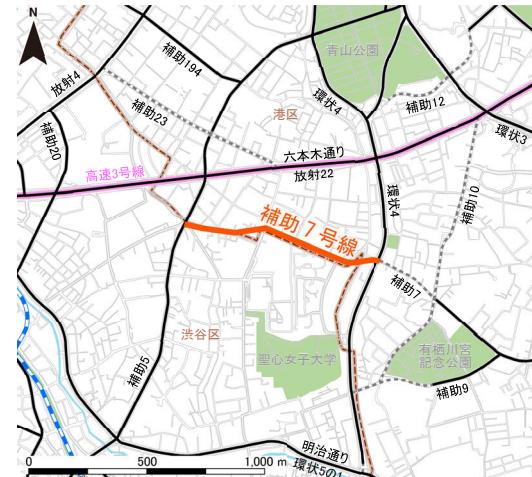 N
青山公園
補助194
放射4
環状4
補助12
補助23
港区
環状3
補助20
六本木通り
高速3号線
放射22
環状4
補助10
補助7号線
補助7
渋谷区
有栖川宮
記念公園
聖心女子大学
補助5
補助9
明治通り
環状5の1
0
500
1,000 m